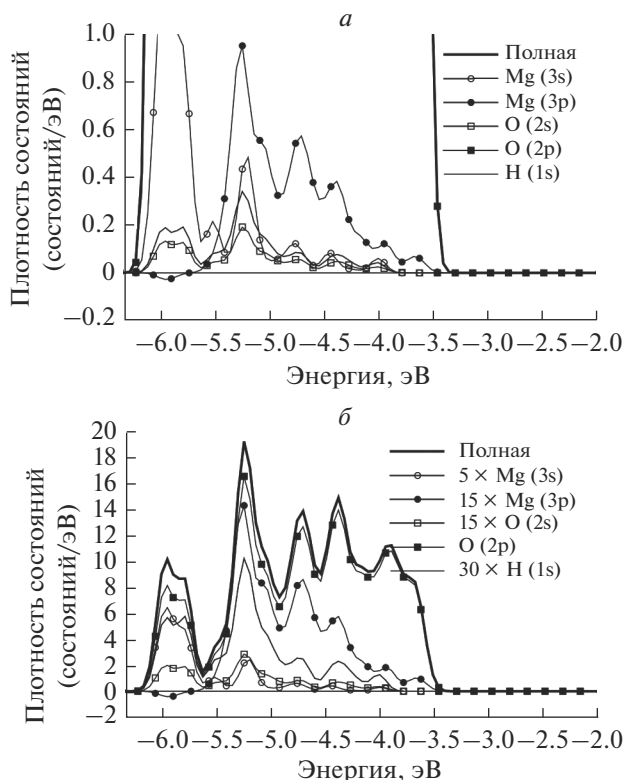 а
Плотность состояний
(состояний/эВ)
1.0
0.8
0.6
0.4
0.2
0
−0.2
Полная
Mg (3s)
Mg (3p)
O (2s)
O (2p)
H (1s)
−6.0 −5.5 −5.0 −4.5 −4.0 −3.5 −3.0 −2.5 −2.0
Энергия, эВ
б
Плотность состояний
(состояний/эВ)
20
18
16
14
12
10
8
6
4
2
0
−2
Полная
5 × Mg (3s)
15 × Mg (3p)
15 × O (2s)
O (2p)
30 × H (1s)
−6.0 −5.5 −5.0 −4.5 −4.0 −3.5 −3.0 −2.5 −2.0
Энергия, эВ